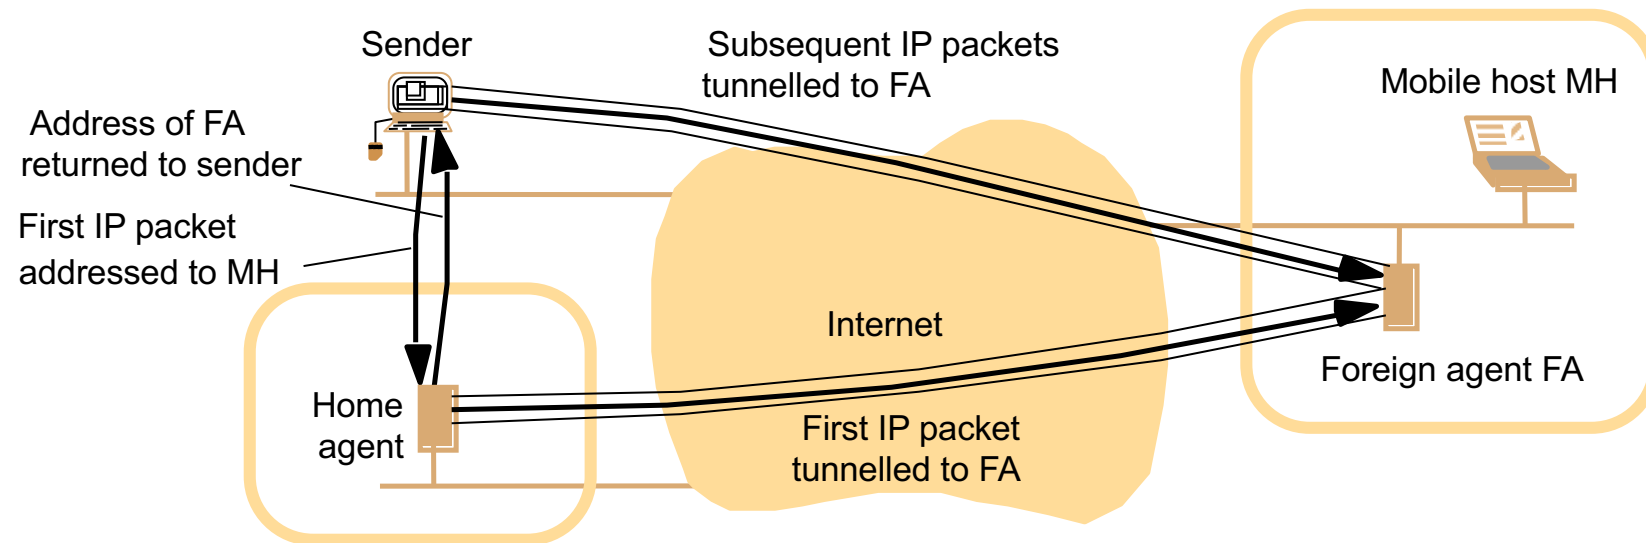 Sender
Subsequent IP packets
tunnelled to FA
Mobile host MH
Address of FA
returned to sender
First IP packet
addressed to MH
Internet
Foreign agent FA
Home
agent
First IP packet
tunnelled to FA